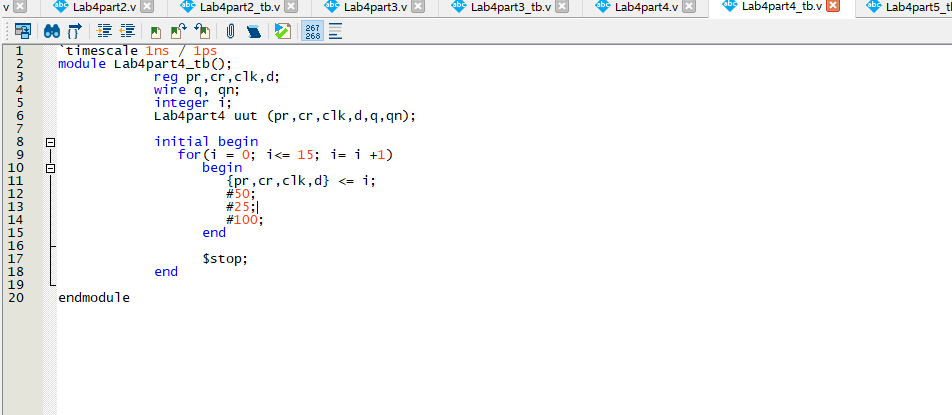 v Lab4part2.v Lab4part2_tb.v Lab4part3.v Lab4part3_tb.v Lab4part4.v Lab4part4_tb.v Lab4part5_t
267
268
1 `timescale 1ns / 1ps
2 module Lab4part4_tb();
3 reg pr,cr,clk,d;
4 wire q, qn;
5 integer i;
6 Lab4part4 uut (pr,cr,clk,d,q,qn);
7
8 initial begin
9 for(i = 0; i<= 15; i= i +1)
10 begin
11 {pr,cr,clk,d} <= i;
12 #50;
13 #25;
14 #100;
15 end
16
17 $stop;
18 end
19
20 endmodule